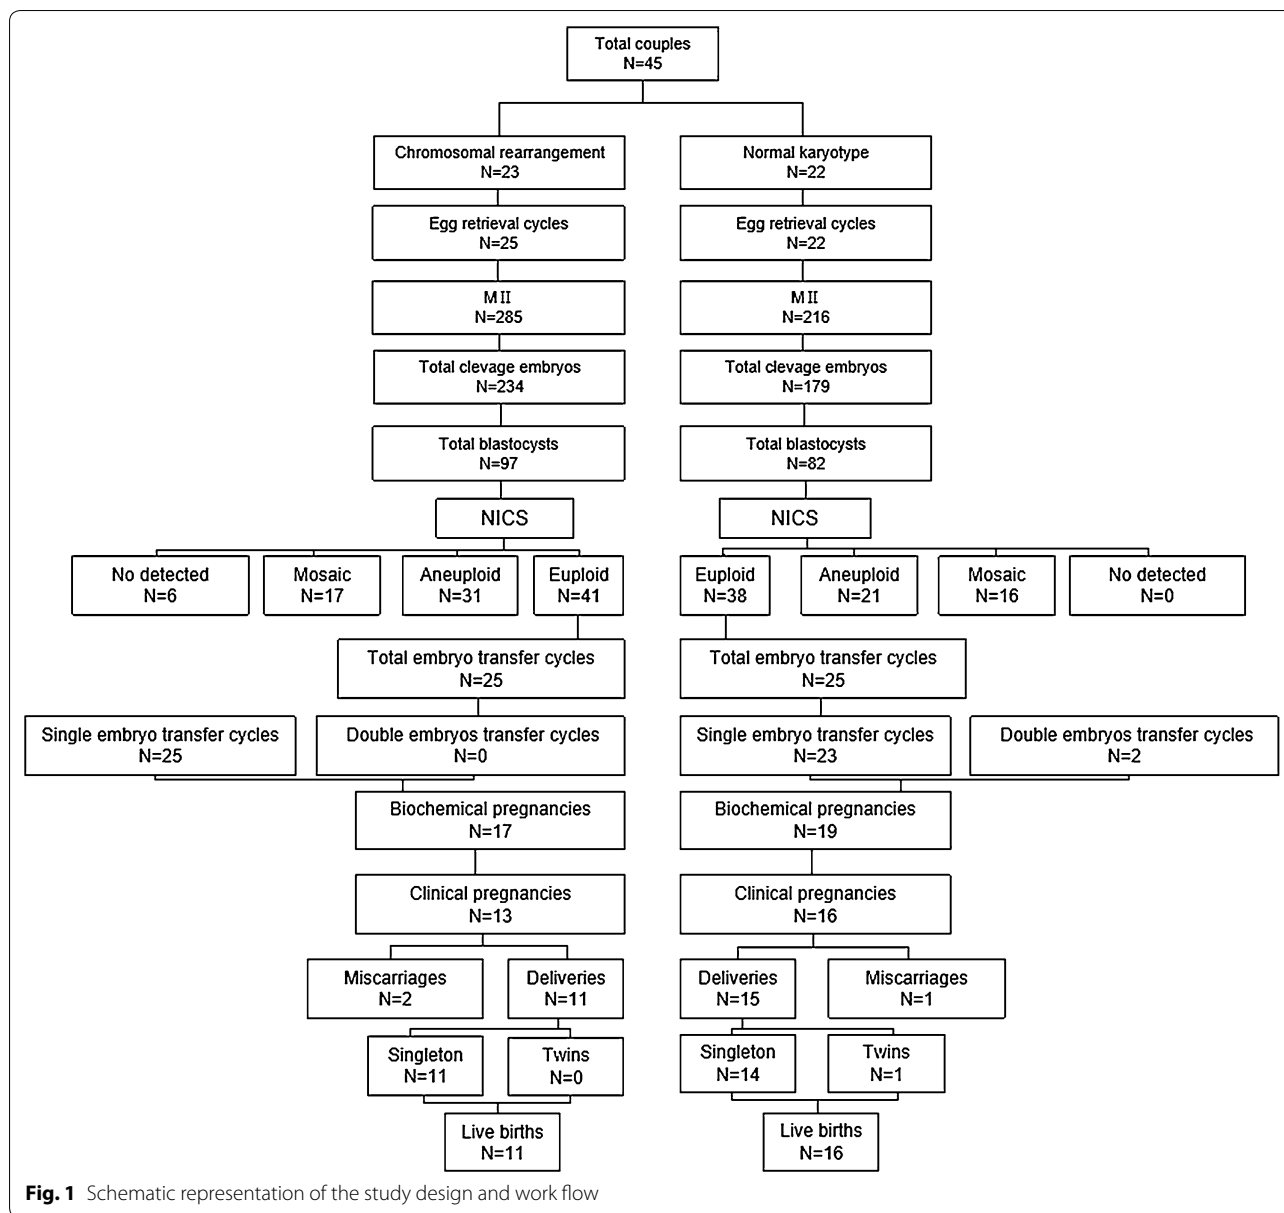 Total couples
N=45
Chromosomal rearrangement
N=23
Normal karyotype
N=22
Egg retrieval cycles
N=25
Egg retrieval cycles
N=22
MII
N=285
MII
N=216
Total clevage embryos
N=234
Total clevage embryos
N=179
Total blastocysts
N=97
Total blastocysts
N=82
NICS
NICS
No detected
N=6
Mosaic
N=17
Aneuploid
N=31
Euploid
N=41
Euploid
N=38
Aneuploid
N=21
Mosaic
N=16
No detected
N=0
Total embryo transfer cycles
N=25
Total embryo transfer cycles
N=25
Single embryo transfer cycles
N=25
Double embryos transfer cycles
N=0
Single embryo transfer cycles
N=23
Double embryos transfer cycles
N=2
Biochemical pregnancies
N=17
Biochemical pregnancies
N=19
Clinical pregnancies
N=13
Clinical pregnancies
N=16
Miscarriages
N=2
Deliveries
N=11
Deliveries
N=15
Miscarriages
N=1
Singleton
N=11
Twins
N=0
Singleton
N=14
Twins
N=1
Live births
N=11
Live births
N=16
Fig. 1 Schematic representation of the study design and work flow